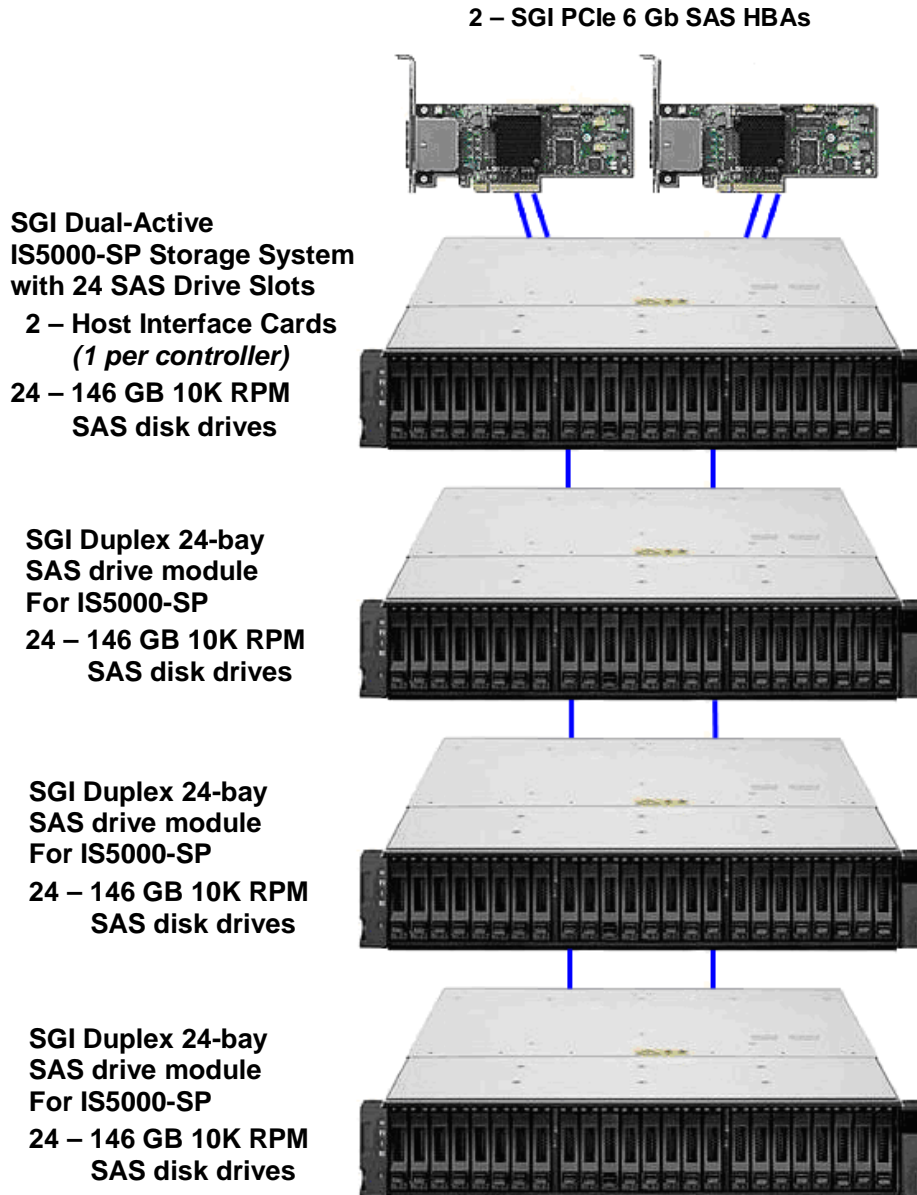 2 – SGI PCIe 6 Gb SAS HBAs
SGI Dual-Active
IS5000-SP Storage System
with 24 SAS Drive Slots
2 – Host Interface Cards
(1 per controller)
24 – 146 GB 10K RPM
SAS disk drives
SGI Duplex 24-bay
SAS drive module
For IS5000-SP
24 – 146 GB 10K RPM
SAS disk drives
SGI Duplex 24-bay
SAS drive module
For IS5000-SP
24 – 146 GB 10K RPM
SAS disk drives
SGI Duplex 24-bay
SAS drive module
For IS5000-SP
24 – 146 GB 10K RPM
SAS disk drives